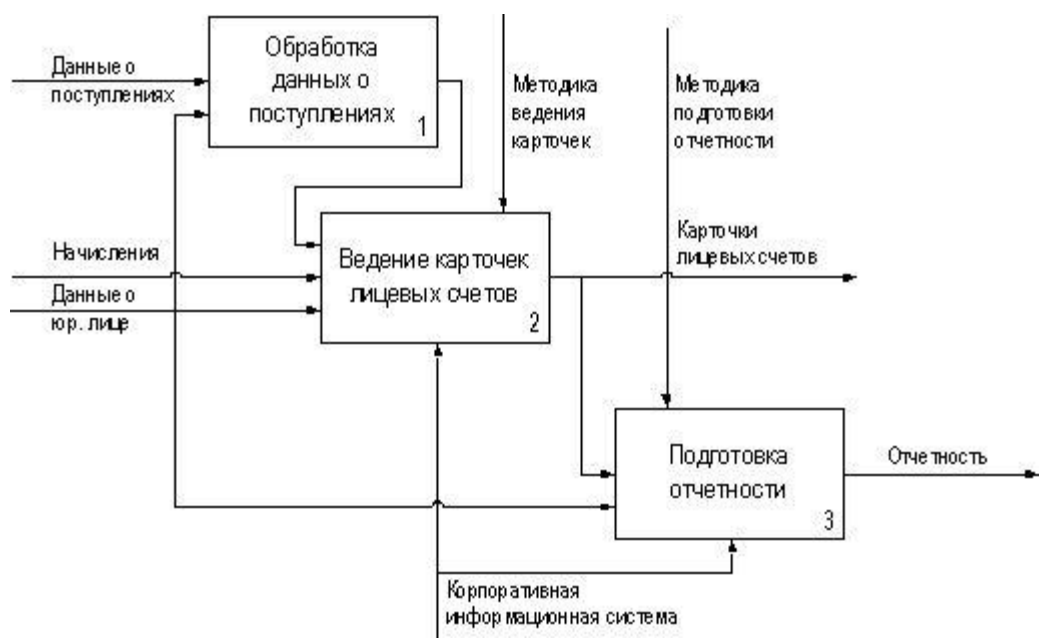 Обработка
данных о
поступлениях
1
Данные о
поступлениях
Методика
ведения
карточек
Методика
подготовки
отчетности
Начисления
Данные о
юр. лице
Ведение карточек
лицевых счетов
2
Карточки
лицевых счетов
Подготовка
отчетности
3
Отчетность
Корпоративная
информационная система